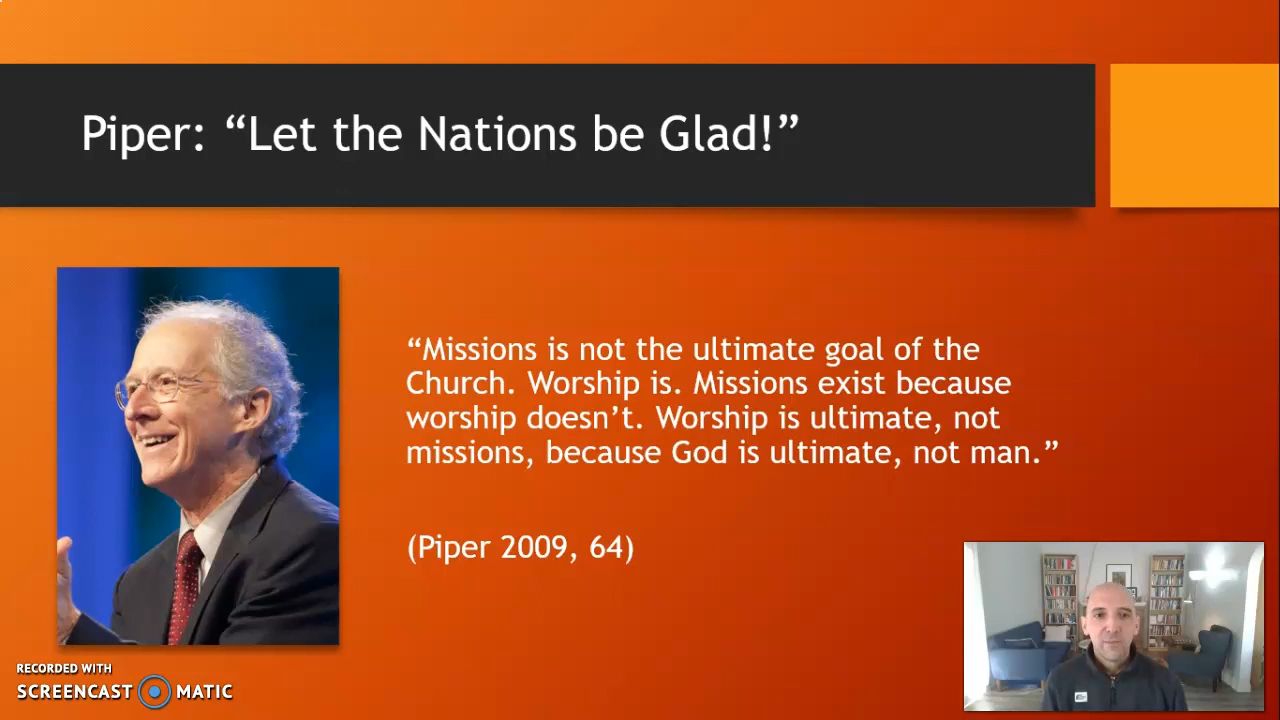 Piper: “Let the Nations be Glad!”
“Missions is not the ultimate goal of the
Church. Worship is. Missions exist because
worship doesn’t. Worship is ultimate, not
missions, because God is ultimate, not man.”
(Piper 2009, 64)
RECORDED WITH
SCREENCAST MATIC